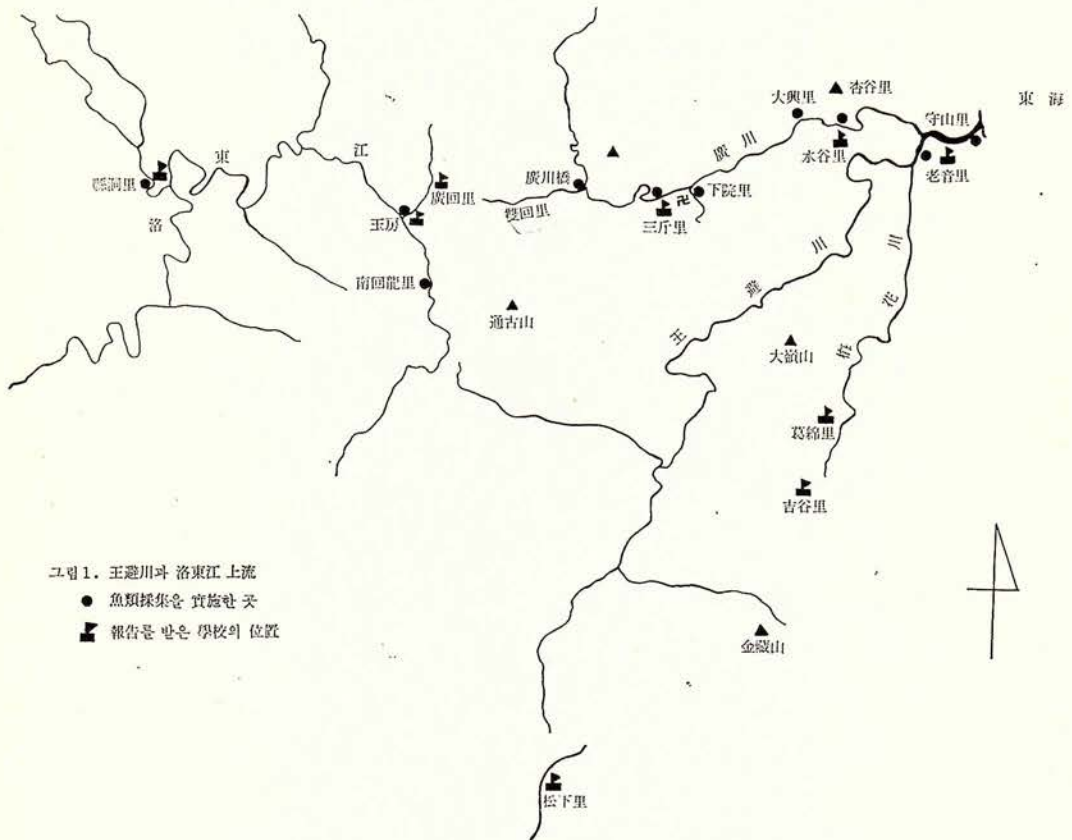 東海
杏谷里
大興里
守山里
廣川
水谷里
老音里
東
江
縣洞里
廣回里
廣川橋
下院里
卍
洛
玉房
雙回里
三斤里
川
川
南回龍里
避
通古山
花
王
大嶺山
葛綿里
吉谷里
그림1. 王避川과 洛東江 上流
● 魚類採集을 實施한 곳
報告를 받은 學校의 位置
金藏山
松下里